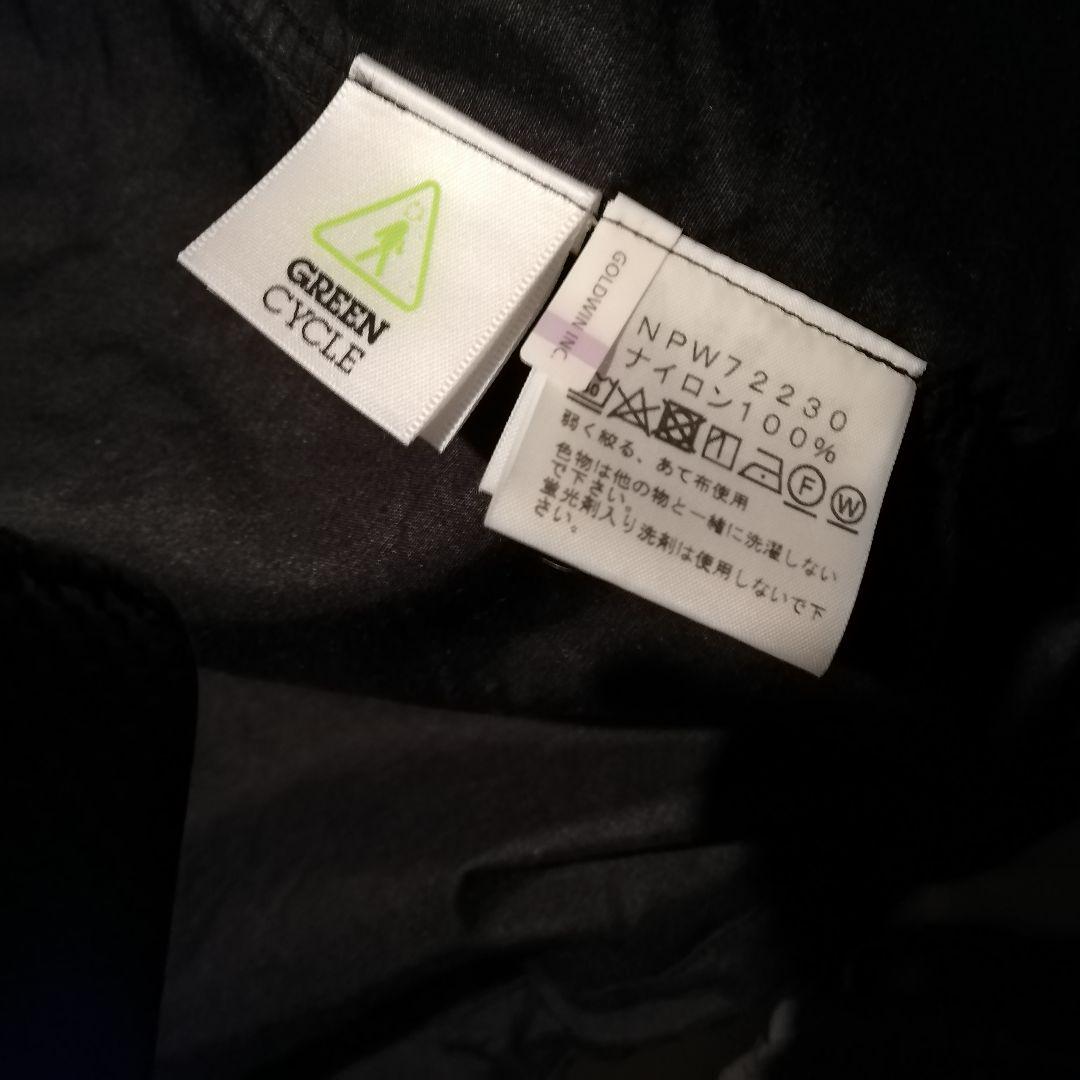 GREEN
CYCLE
GOLDWIN INC.
NPW72230
ナイロン100%
F
W
弱く絞る、あて布使用
色物は他の物と一緒に洗濯しない
で下さい。
蛍光剤入り洗剤は使用しないで下
さい。